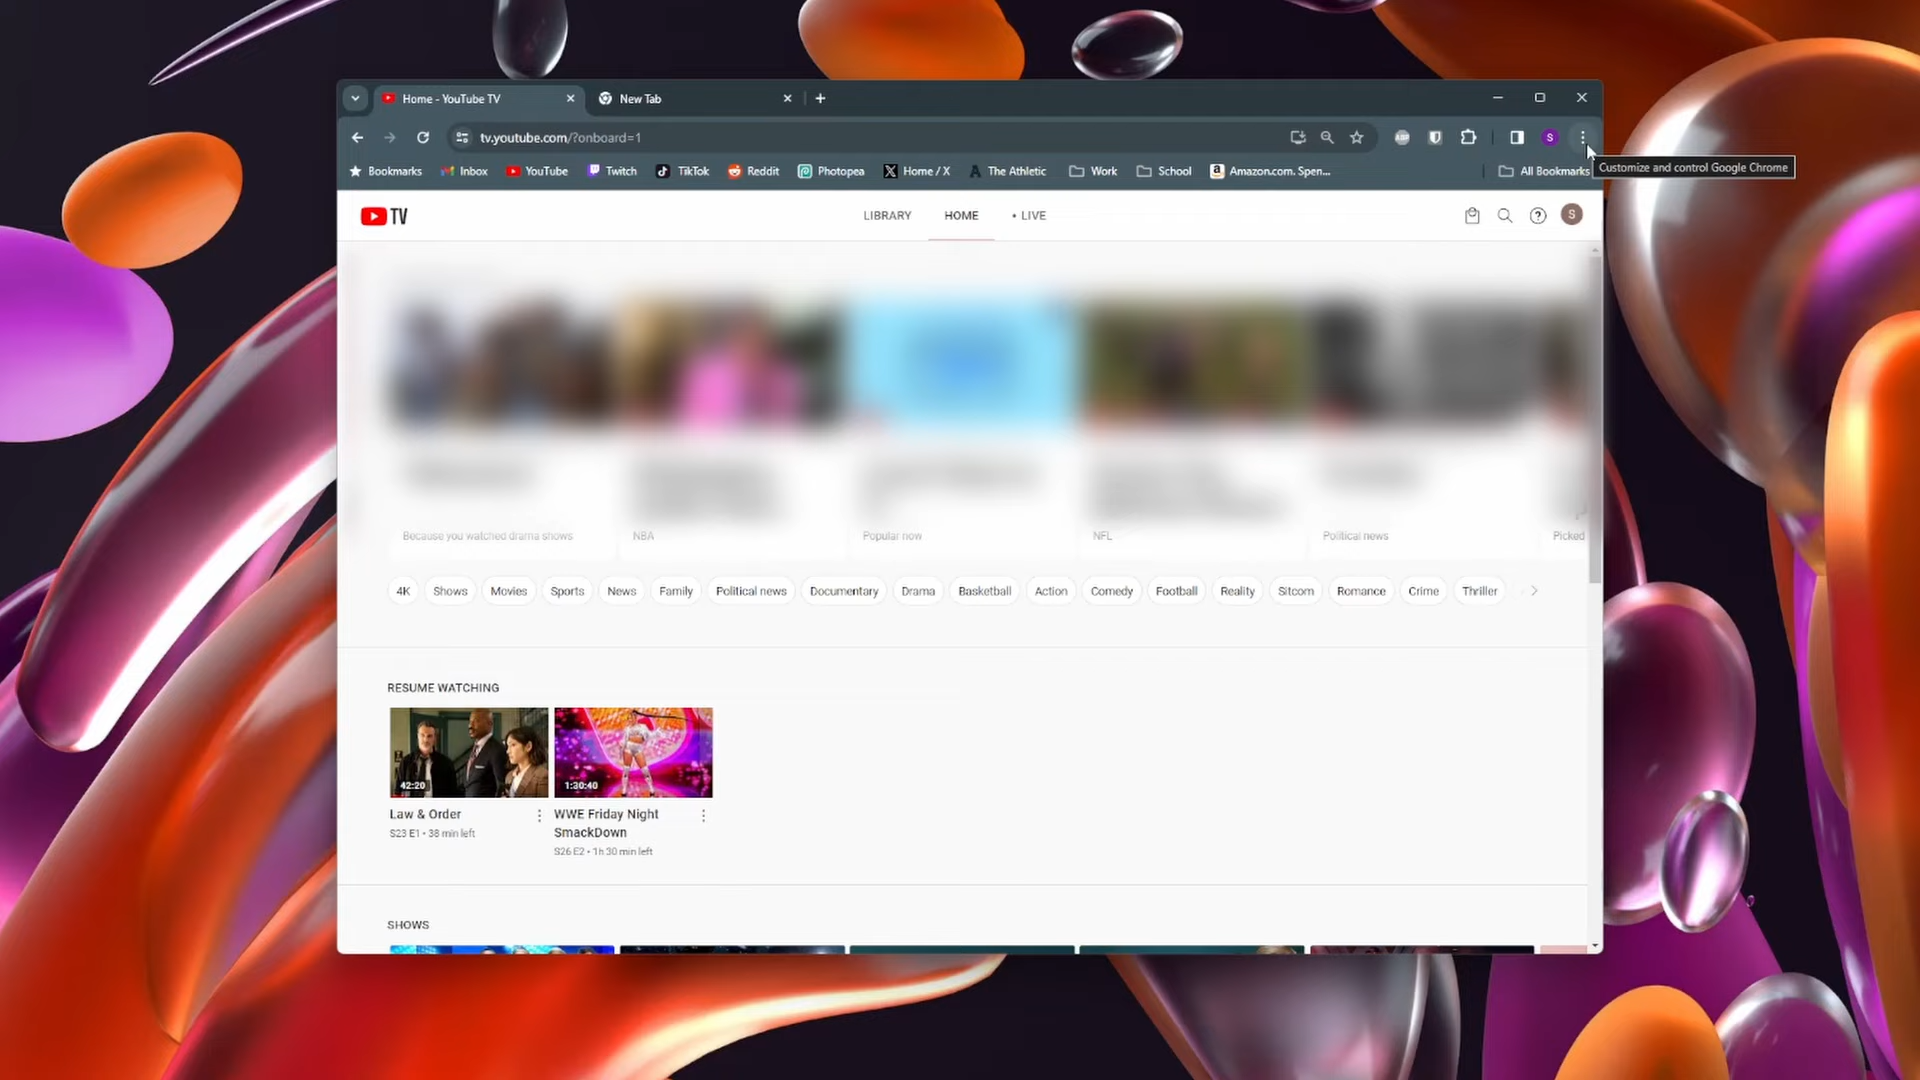 Home - YouTube TV
New Tab
tv.youtube.com/?onboard=1
ABP
S
Customize and control Google Chrome
Bookmarks
Inbox
YouTube
Twitch
TikTok
Reddit
Photopea
Home / X
The Athletic
Work
School
Amazon.com. Spen...
All Bookmarks
TV
LIBRARY
HOME
• LIVE
S
Because you watched drama shows
NBA
Popular now
NFL
Political news
Picked
4K
Shows
Movies
Sports
News
Family
Political news
Documentary
Drama
Basketball
Action
Comedy
Football
Reality
Sitcom
Romance
Crime
Thriller
RESUME WATCHING
42:20
1:30:40
Law & Order
S23 E1 • 38 min left
WWE Friday Night
SmackDown
S26 E2 • 1h 30 min left
SHOWS